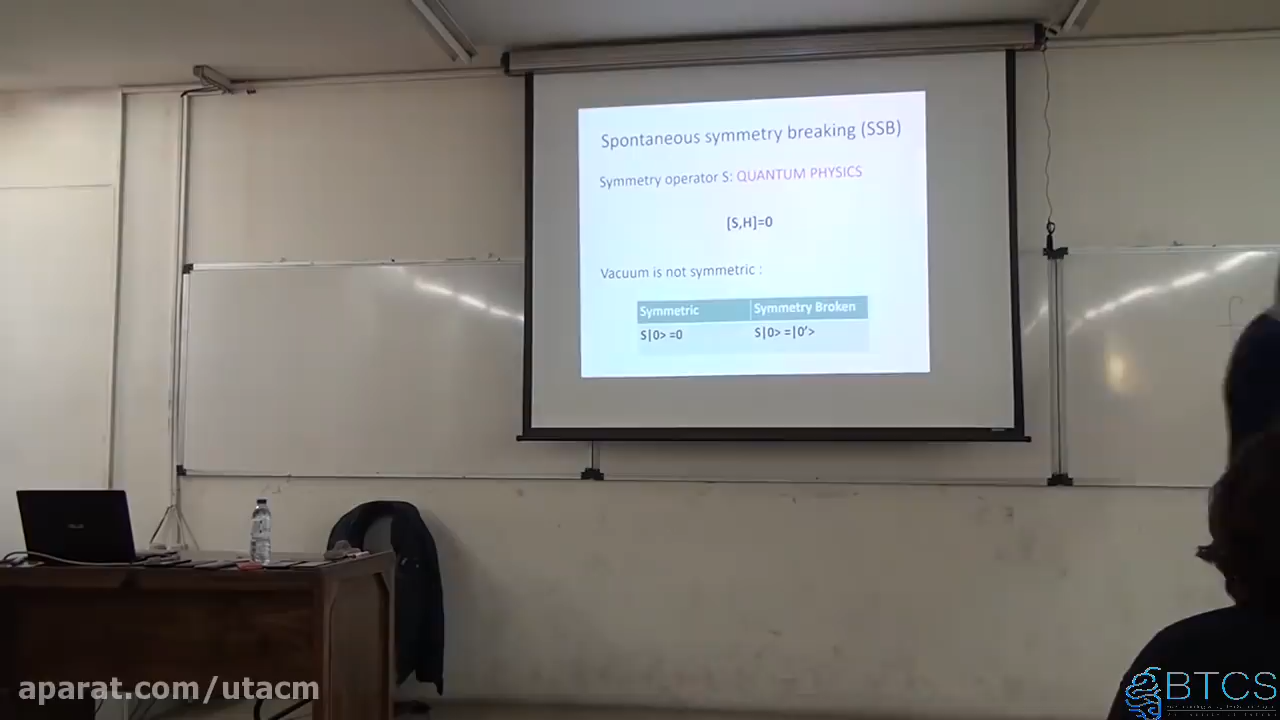 Spontaneous symmetry breaking (SSB)
Symmetry operator S: QUANTUM PHYSICS
[S,H]=0
Vacuum is not symmetric :
Symmetric Symmetry Broken
S|0> =0 S|0> =|0’>
ASUS
aparat.com/utacm
BTCS